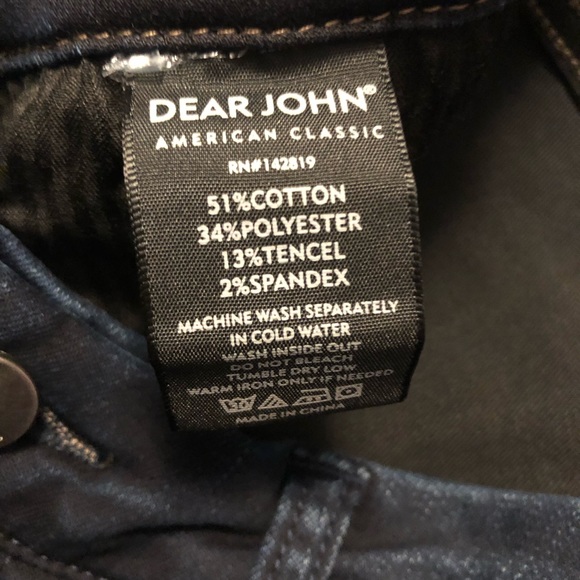 DEAR JOHN®
AMERICAN CLASSIC
RN#142819
51%COTTON
34%POLYESTER
13%TENCEL
2%SPANDEX
MACHINE WASH SEPARATELY
IN COLD WATER
WASH INSIDE OUT
DO NOT BLEACH
TUMBLE DRY LOW
WARM IRON ONLY IF NEEDED
30
MADE IN CHINA